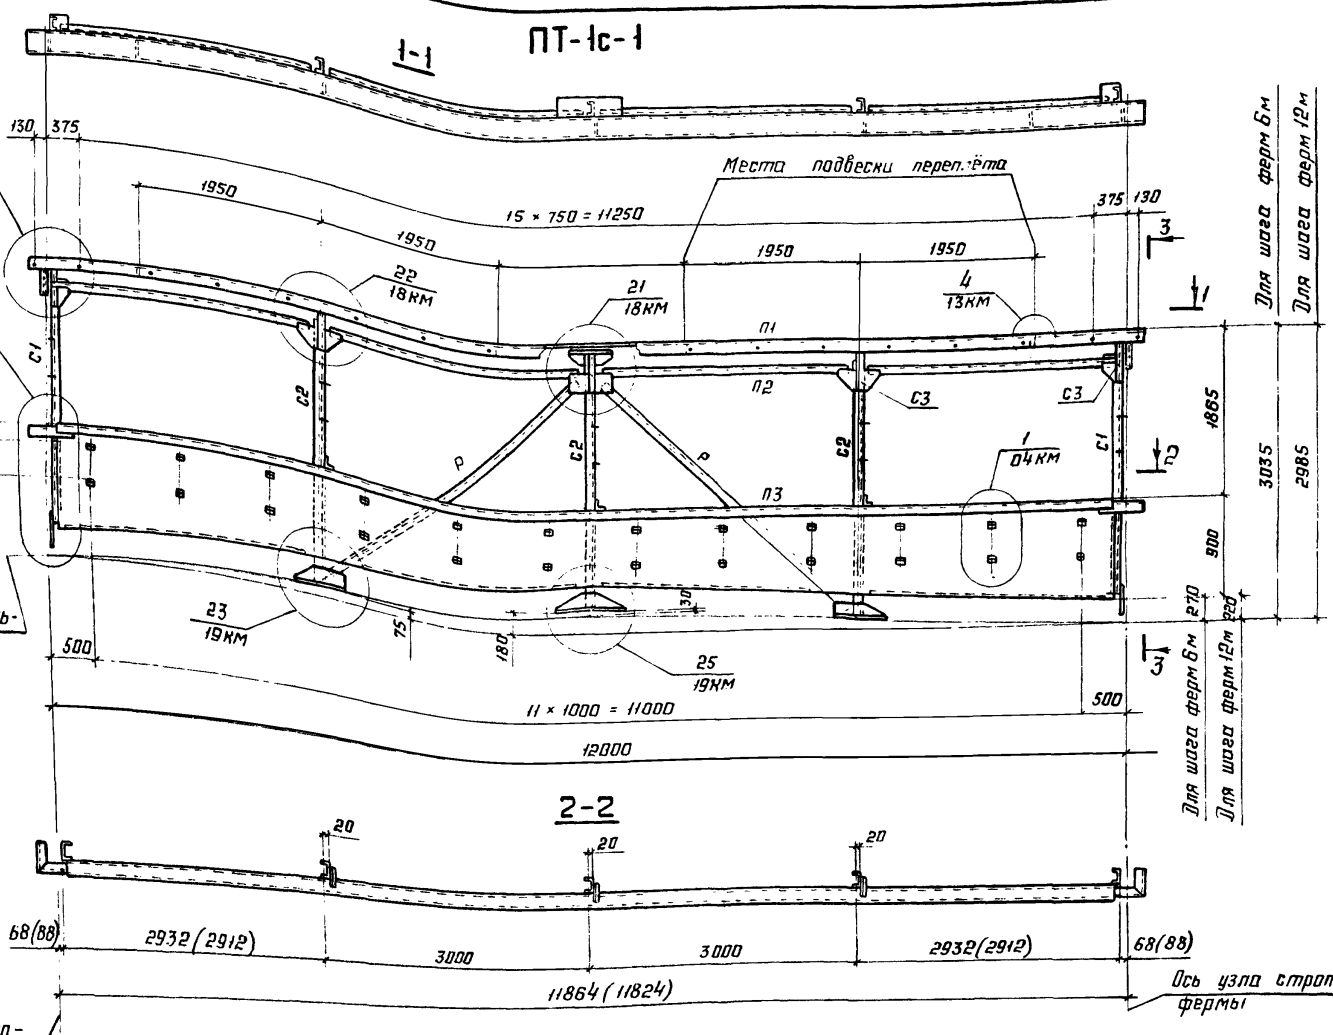 ПТ-1с-1
1-1
130
375
1950
15 × 750 = 11250
1950
Места подвески
1950
1950
375
130
3
1
Для шага ферм 6м
Для шага ферм 12м
22
18КМ
21
18КМ
4
13КМ
П1
П2
П3
С1
С2
С2
С2
С3
С3
С1
Р
Р
1
04КМ
2
1865
900
3035
2985
270
220
23
19КМ
75
180
30
25
19КМ
3
500
11 × 1000 = 11000
500
12000
Для шага ферм 6м
Для шага ферм 12м
2-2
20
20
20
68(88)
2932(2912)
3000
3000
2932(2912)
68(88)
11864(11824)
Ось узла строп
фермы